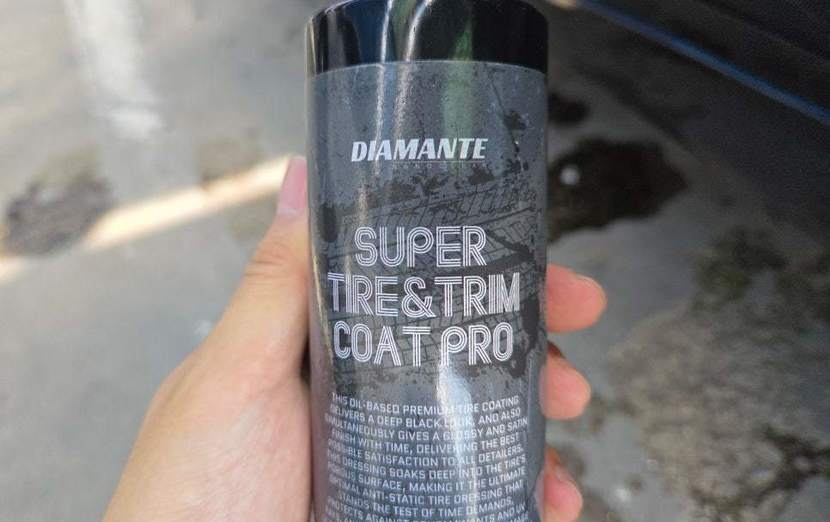 DIAMANTE
SUPER
TIRE&TRIM
COAT PRO
THIS OIL-BASED PREMIUM TIRE COATING
DELIVERS A DEEP BLACK LOOK, AND ALSO
SIMULTANEOUSLY GIVES A GLOSSY AND SATIN
FINISH WITH TIME, DELIVERING THE BEST
POSSIBLE SATISFACTION TO ALL DETAILERS.
THIS DRESSING SOAKS DEEP INTO THE TIRE'S
POROUS SURFACE, MAKING IT THE ULTIMATE
ANTI-STATIC TIRE DRESSING THAT
STANDS THE TEST OF TIME DEMANDS,
PROTECTS AGAINST CONTAMINANTS AND UV